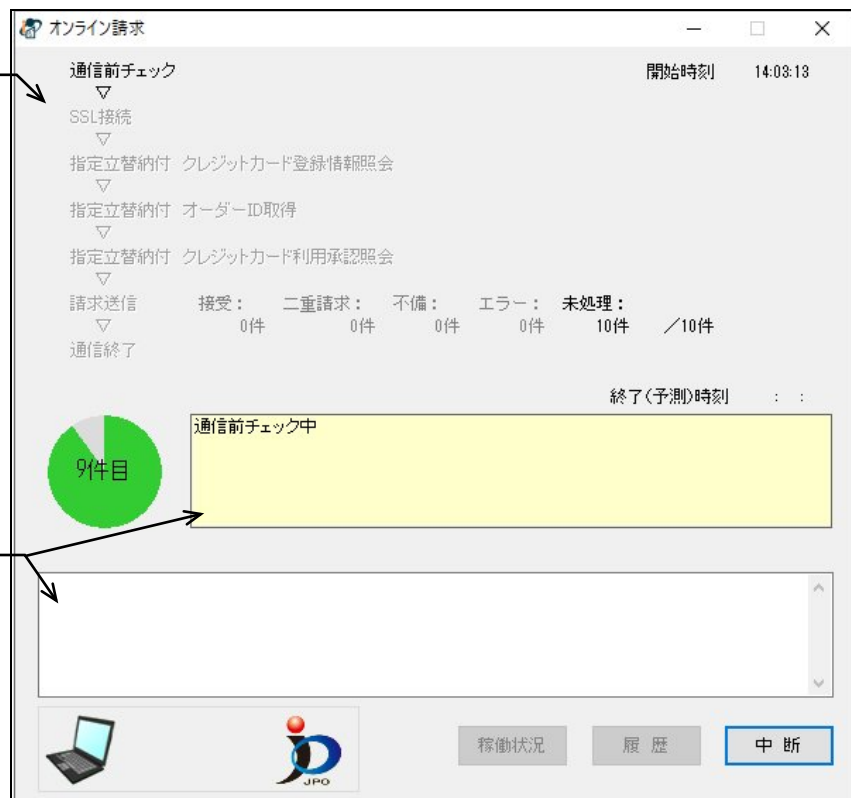 オンライン請求
通信前チェック 開始時刻 14:03:13
▽
SSL接続
▽
指定立替納付 クレジットカード登録情報照会
▽
指定立替納付 オーダーID取得
▽
指定立替納付 クレジットカード利用承認照会
▽
請求送信 接受： 二重請求： 不備： エラー： 未処理：
▽ 0件 0件 0件 0件 10件 ／10件
通信終了
終了(予測)時刻 : :
通信前チェック中
9件目
JPO
稼働状況 履 歴 中 断